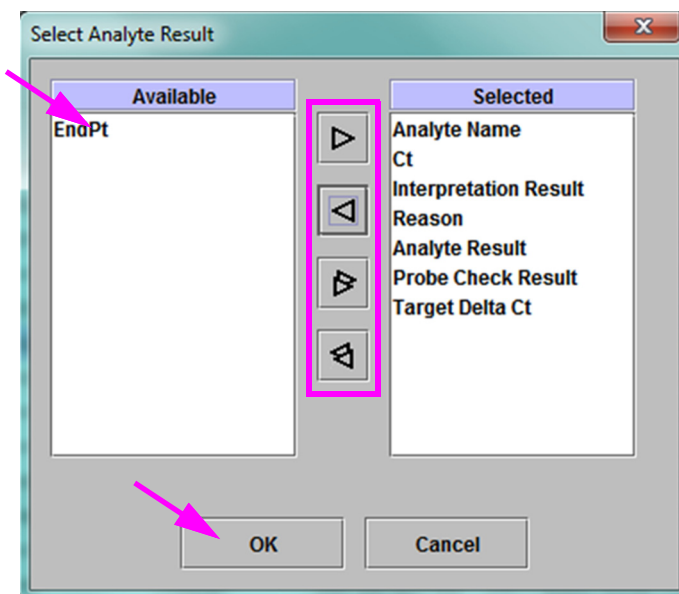 Select Analyte Result
Available
EndPt
Selected
Analyte Name
Ct
Interpretation Result
Reason
Analyte Result
Probe Check Result
Target Delta Ct
OK
Cancel